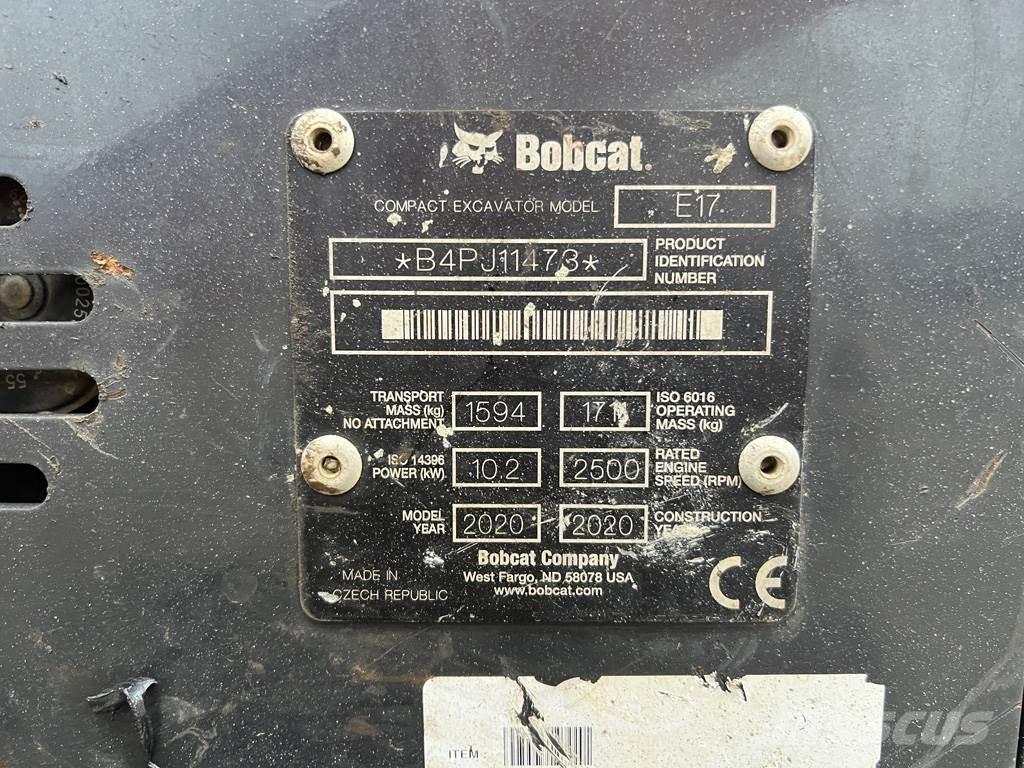 Bobcat.
COMPACT EXCAVATOR MODEL E17
*B4PJ11473*
PRODUCT
IDENTIFICATION
NUMBER
TRANSPORT
MASS (kg)
NO ATTACHMENT
1594
ISO 6016
OPERATING
MASS (kg)
ISO 14396
POWER (kW)
10.2
2500
RATED
ENGINE
SPEED (RPM)
MODEL
YEAR
2020
2020
CONSTRUCTION
Bobcat Company
West Fargo, ND 58078 USA
www.bobcat.com
MADE IN
CZECH REPUBLIC
CE
ITEM
55